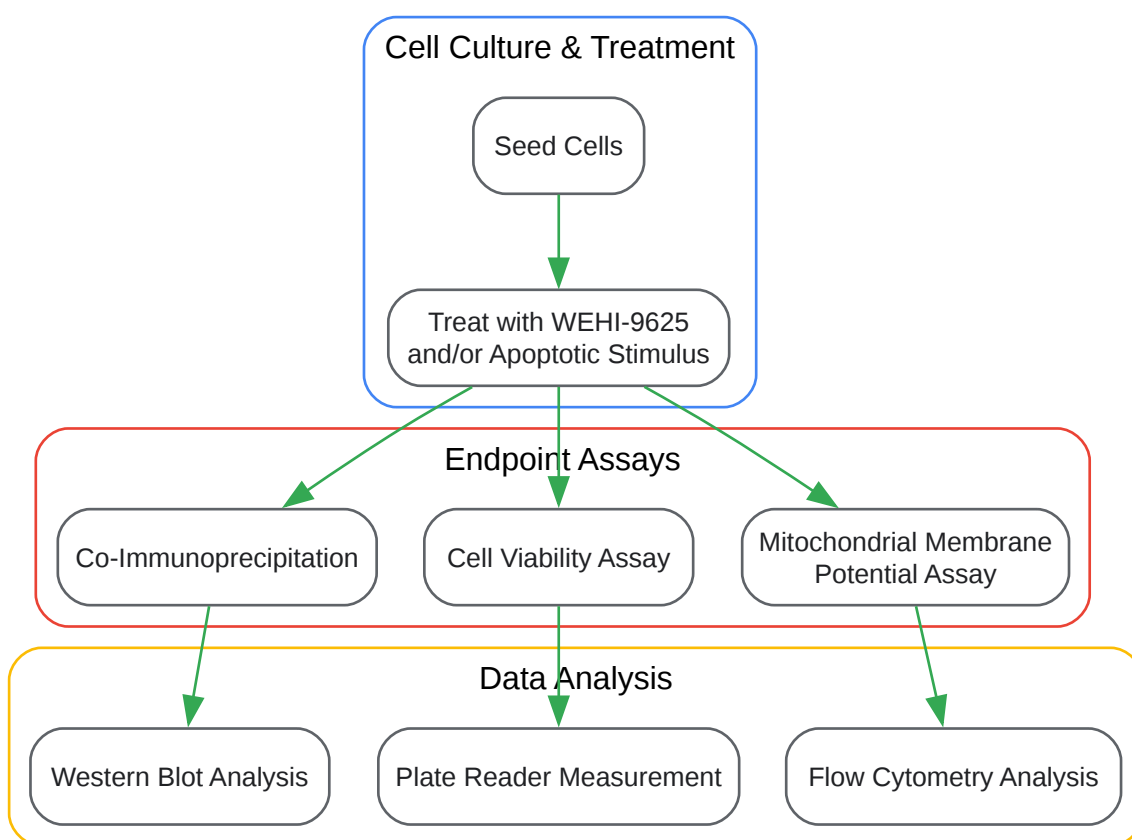 Cell Culture & Treatment
Seed Cells
Treat with WEHI-9625
and/or Apoptotic Stimulus
Endpoint Assays
Co-Immunoprecipitation
Cell Viability Assay
Mitochondrial Membrane
Potential Assay
Data Analysis
Western Blot Analysis
Plate Reader Measurement
Flow Cytometry Analysis